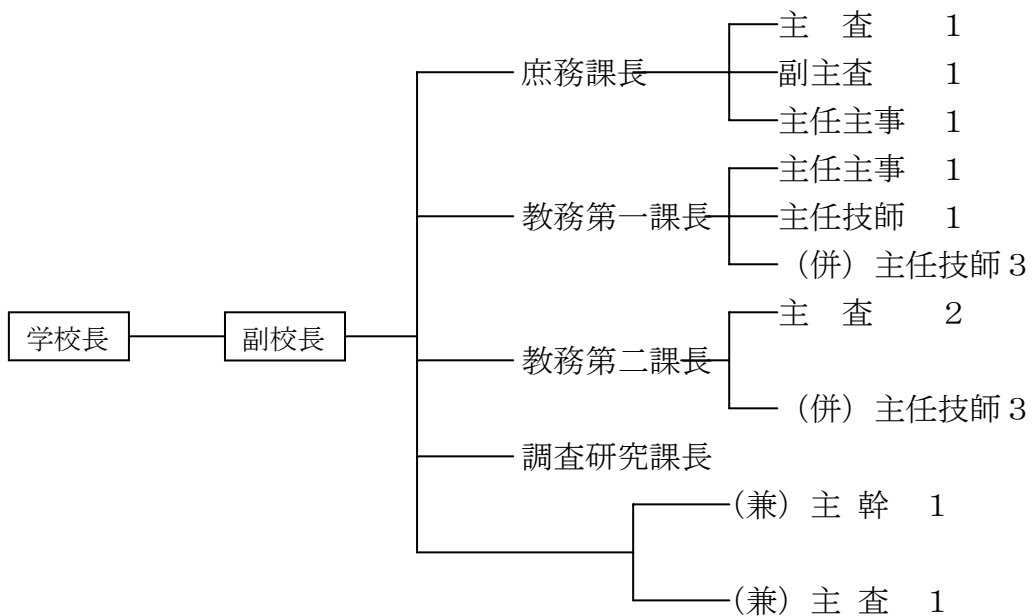 主　査　　1
庶務課長　副主査　　1
主任主事　1
主任主事　1
教務第一課長　主任技師　1
（併）主任技師３
学校長　副校長　主　査　　2
教務第二課長
（併）主任技師３
調査研究課長
（兼）主 幹　1
（兼）主 査　1